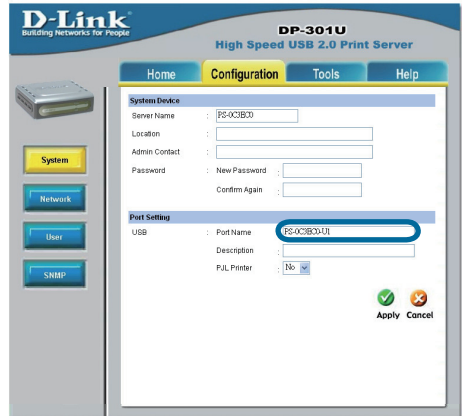 D-Link
Building Networks for People
DP-301U
High Speed USB 2.0 Print Server
Home Configuration Tools Help
System
Network
User
SNMP
System Device
Server Name : PS-0C3BC0
Location :
Admin Contact :
Password : New Password :
Confirm Again :
Port Setting
USB : Port Name : PS-0C3BC0-U1
Description :
PJL Printer : No
Apply Cancel